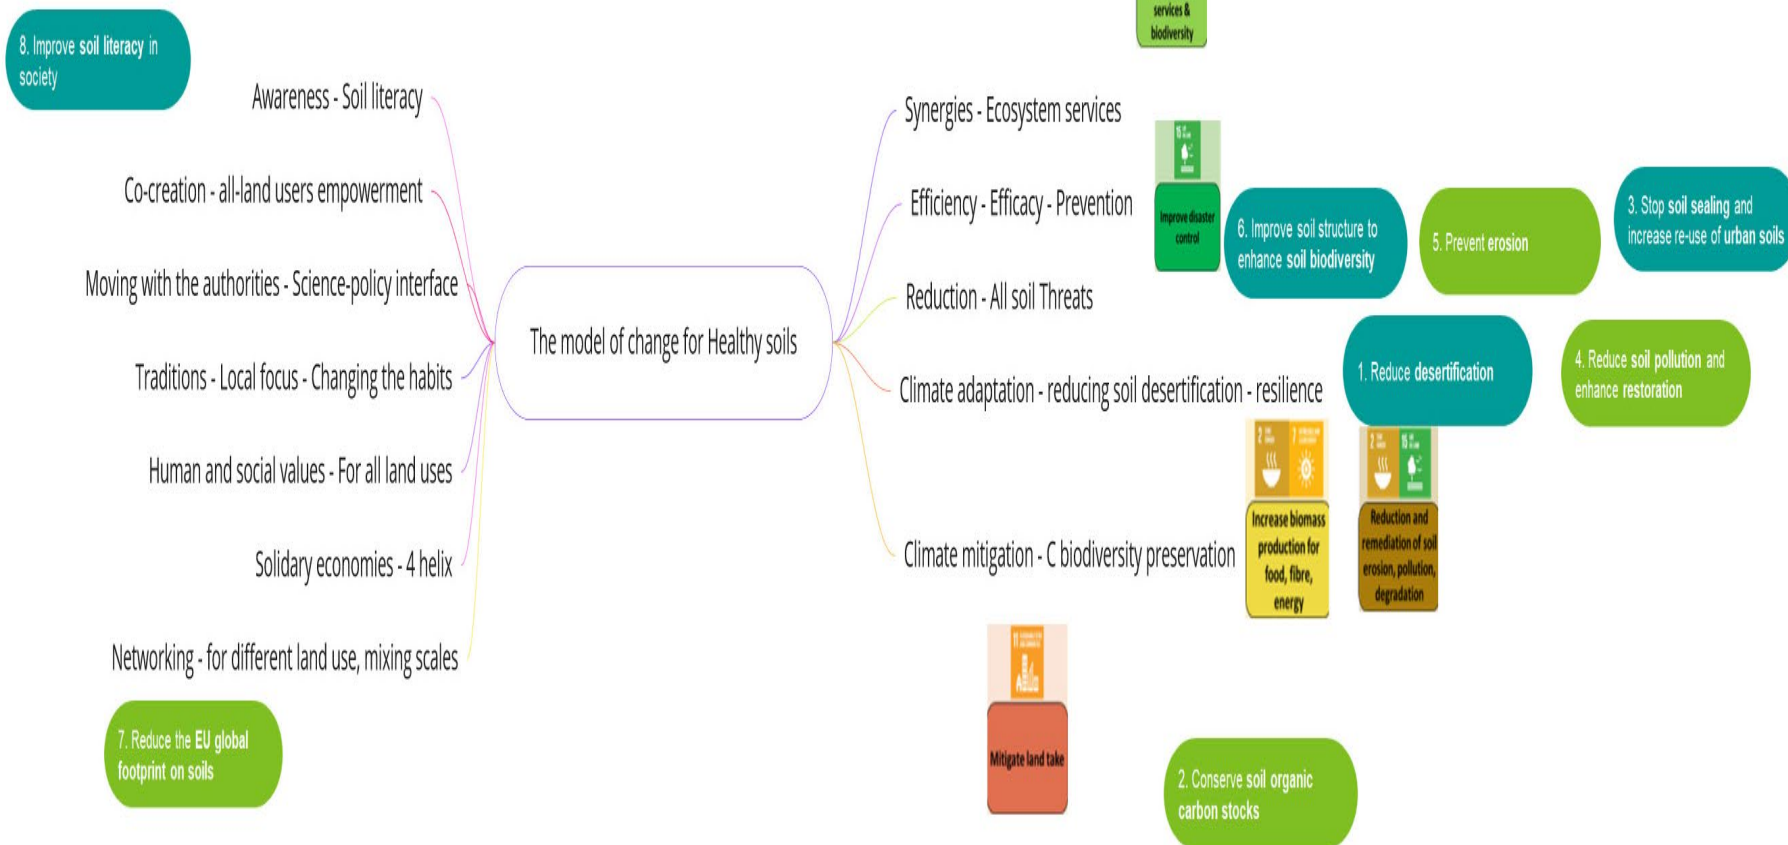 8. Improve soil literacy in
society
Awareness - Soil literacy
Co-creation - all-land users empowerment
Moving with the authorities - Science-policy interface
Traditions - Local focus - Changing the habits
Human and social values - For all land uses
Solidary economies - 4 helix
Networking - for different land use, mixing scales
7. Reduce the EU global
footprint on soils
The model of change for Healthy soils
services &
biodiversity
Synergies - Ecosystem services
Efficiency - Efficacy - Prevention
Reduction - All soil Threats
Climate adaptation - reducing soil desertification - resilience
Climate mitigation - C biodiversity preservation
15
Improve disaster
control
6. Improve soil structure to
enhance soil biodiversity
5. Prevent erosion
3. Stop soil sealing and
increase re-use of urban soils
1. Reduce desertification
4. Reduce soil pollution and
enhance restoration
2
7
Increase biomass
production for
food, fibre,
energy
2
15
Reduction and
remediation of soil
erosion, pollution,
degradation
11
Mitigate land take
2. Conserve soil organic
carbon stocks